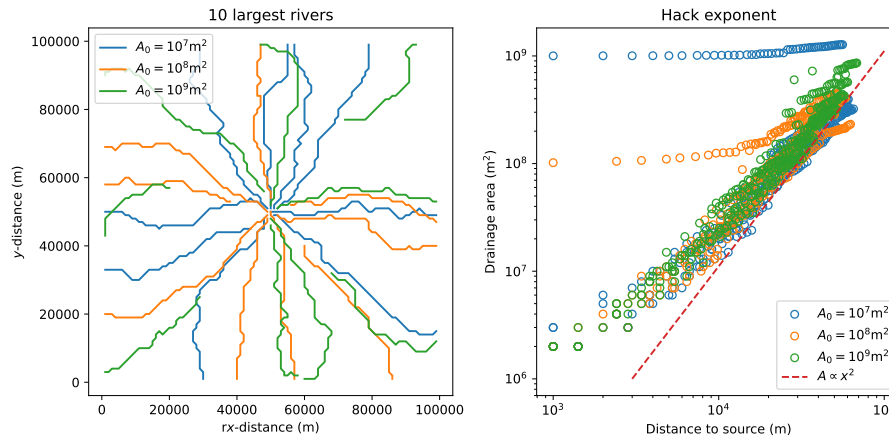 10 largest rivers
A₀ = 10⁷m²
A₀ = 10⁸m²
A₀ = 10⁹m²
100000
80000
60000
40000
20000
0
y-distance (m)
0 20000 40000 60000 80000 100000
rx-distance (m)
Hack exponent
10⁹
10⁸
10⁷
10⁶
Drainage area (m²)
A₀ = 10⁷m²
A₀ = 10⁸m²
A₀ = 10⁹m²
A ∝ x²
10³ 10⁴
Distance to source (m)